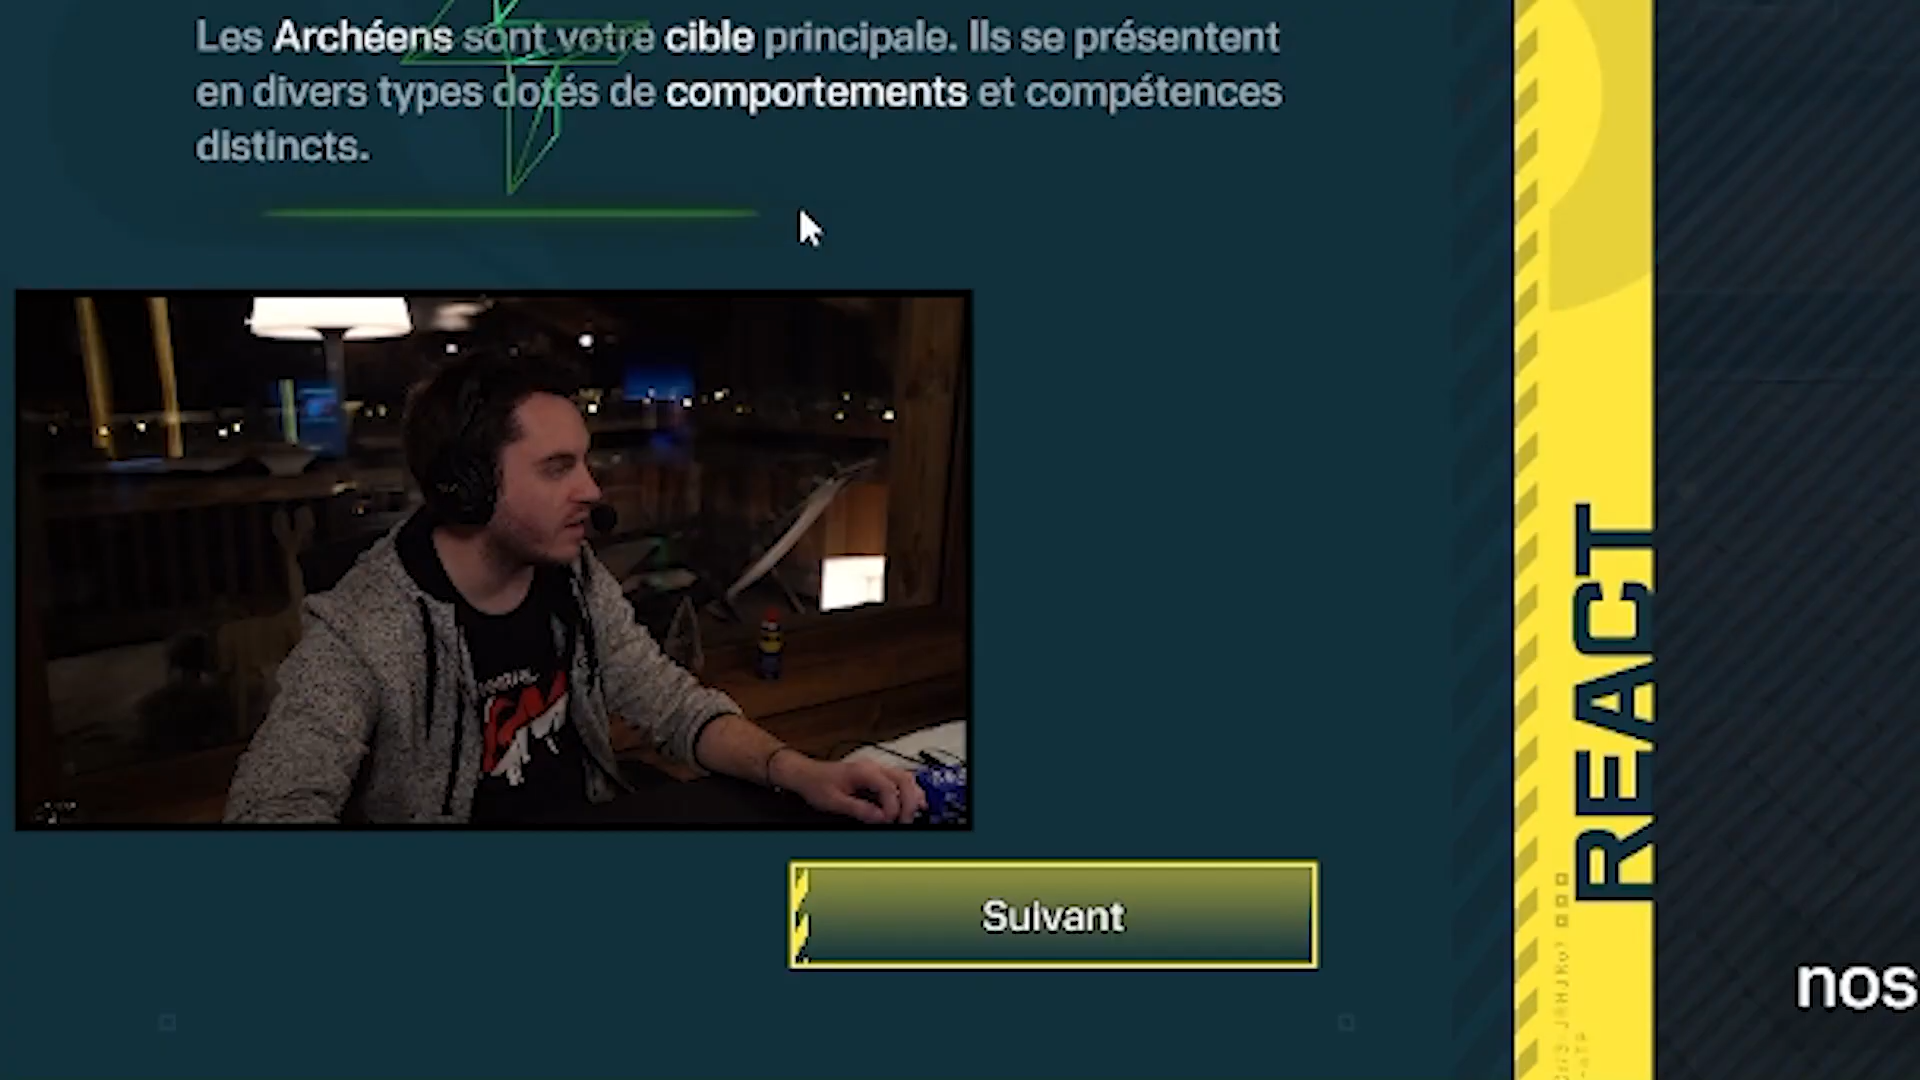 Les Archéens sont votre cible principale. Ils se présentent
en divers types dotés de comportements et compétences
distincts.
Suivant
REACT
nos